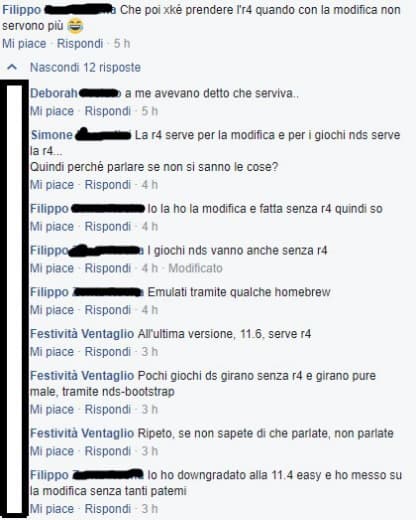 Filippo Che poi xkè prendere l'r4 quando con la modifica non
servono più 😂
Mi piace · Rispondi · 5 h
Nascondi 12 risposte
Deborah a me avevano detto che serviva..
Mi piace · Rispondi · 5 h
Simone La r4 serve per la modifica e per i giochi nds serve
la r4...
Quindi perchè parlare se non si sanno le cose?
Mi piace · Rispondi · 4 h
Filippo Io la ho la modifica e fatta senza r4 quindi so
Mi piace · Rispondi · 4 h
Filippo I giochi nds vanno anche senza r4
Mi piace · Rispondi · 4 h · Modificato
Filippo Emulati tramite qualche homebrew
Mi piace · Rispondi · 4 h
Festività Ventaglio All'ultima versione, 11.6, serve r4
Mi piace · Rispondi · 3 h
Festività Ventaglio Pochi giochi ds girano senza r4 e girano pure
male, tramite nds-bootstrap
Mi piace · Rispondi · 3 h
Festività Ventaglio Ripeto, se non sapete di che parlate, non parlate
Mi piace · Rispondi · 3 h
Filippo Io ho downgradato alla 11.4 easy e ho messo su
la modifica senza tanti patemi
Mi piace · Rispondi · 3 h